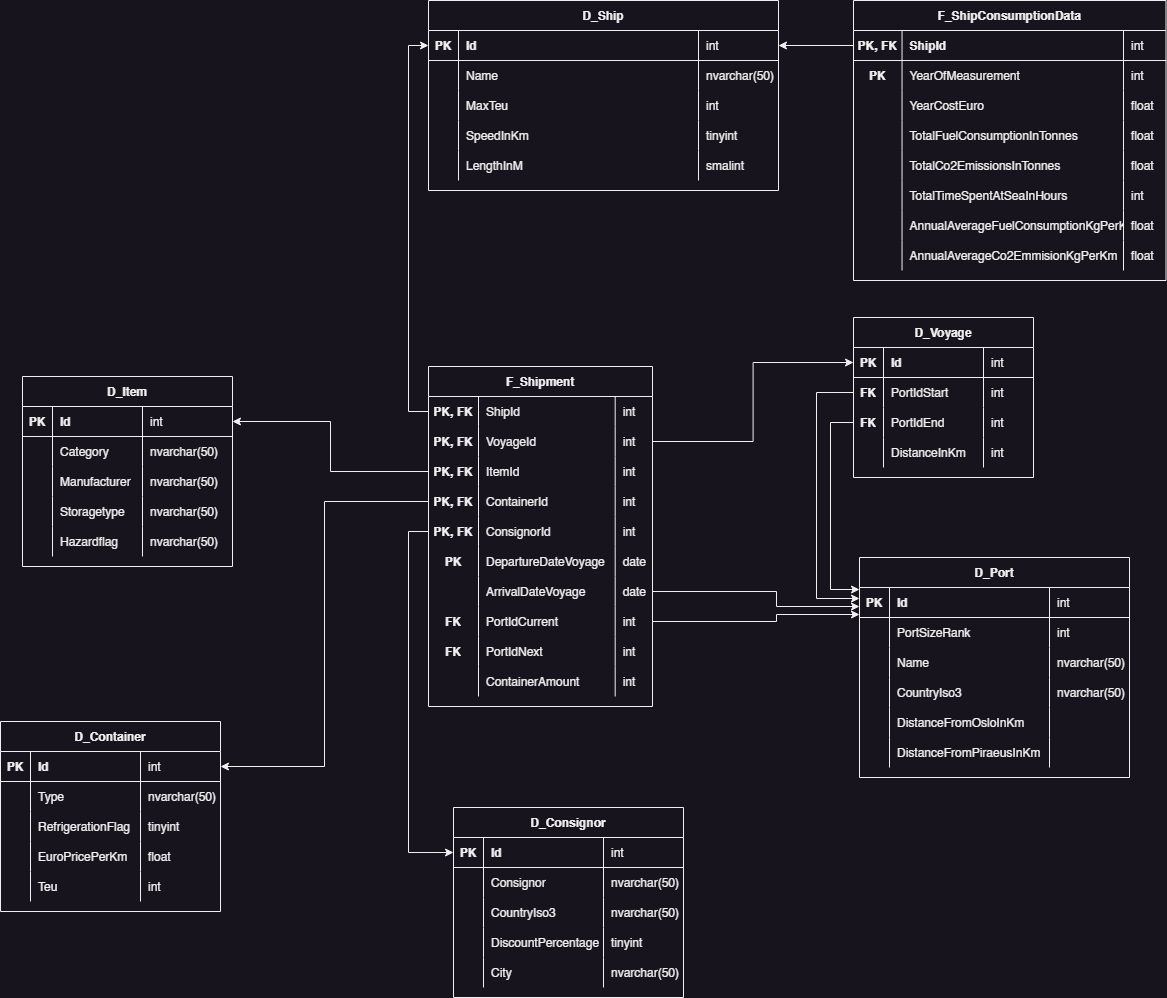 D_Ship
PK Id int
Name nvarchar(50)
MaxTeu int
SpeedInKm tinyint
LengthInM smalint
F_ShipConsumptionData
PK, FK ShipId int
PK YearOfMeasurement int
YearCostEuro float
TotalFuelConsumptionInTonnes float
TotalCo2EmissionsInTonnes float
TotalTimeSpentAtSeaInHours int
AnnualAverageFuelConsumptionKgPerK float
AnnualAverageCo2EmmisionKgPerKm float
D_Voyage
PK Id int
FK PortIdStart int
FK PortIdEnd int
DistanceInKm int
D_Item
PK Id int
Category nvarchar(50)
Manufacturer nvarchar(50)
Storagetype nvarchar(50)
Hazardflag nvarchar(50)
F_Shipment
PK, FK ShipId int
PK, FK VoyageId int
PK, FK ItemId int
PK, FK ContainerId int
PK, FK ConsignorId int
PK DepartureDateVoyage date
ArrivalDateVoyage date
FK PortIdCurrent int
FK PortIdNext int
ContainerAmount int
D_Port
PK Id int
PortSizeRank int
Name nvarchar(50)
CountryIso3 nvarchar(50)
DistanceFromOsloInKm
DistanceFromPiraeusInKm
D_Container
PK Id int
Type nvarchar(50)
RefrigerationFlag tinyint
EuroPricePerKm float
Teu int
D_Consignor
PK Id int
Consignor nvarchar(50)
CountryIso3 nvarchar(50)
DiscountPercentage tinyint
City nvarchar(50)